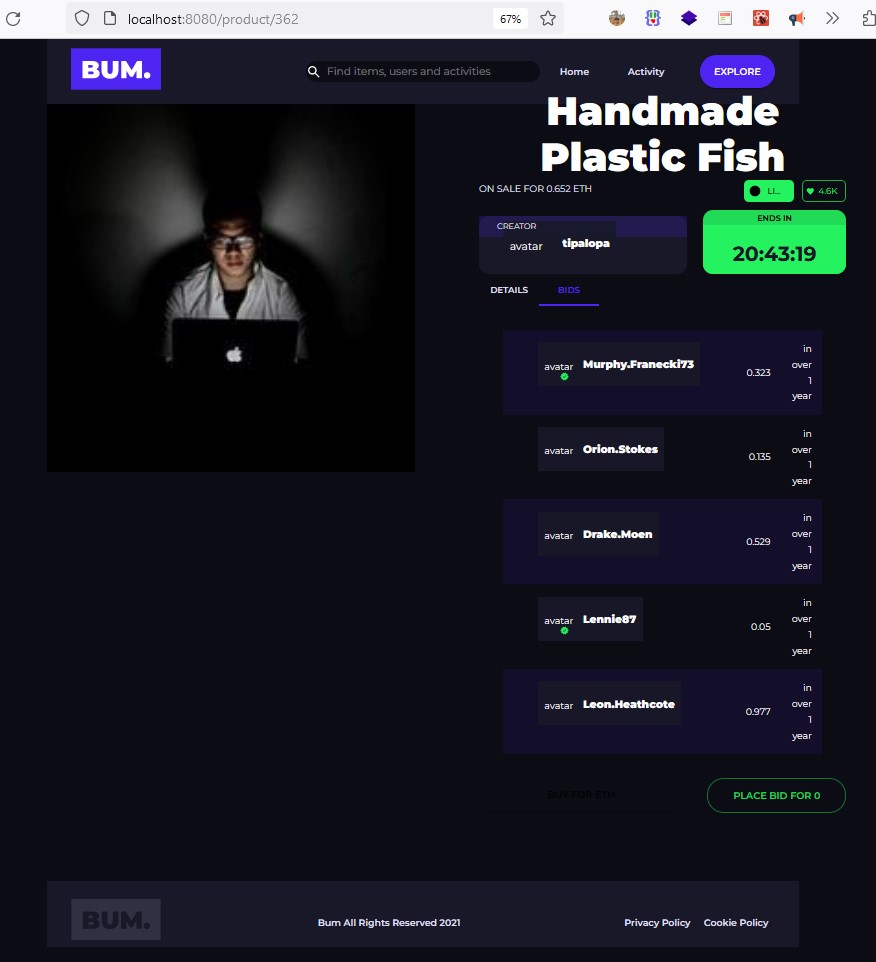 localhost:8080/product/362
67%
BUM.
Find items, users and activities
Home
Activity
EXPLORE
Handmade
Plastic Fish
ON SALE FOR 0.652 ETH
LI...
4.6K
CREATOR
avatar
tipalopa
ENDS IN
20:43:19
DETAILS
BIDS
avatar
Murphy.Franecki73
0.323
in
over
1
year
avatar
Orion.Stokes
0.135
in
over
1
year
avatar
Drake.Moen
0.529
in
over
1
year
avatar
Lennie87
0.05
in
over
1
year
avatar
Leon.Heathcote
0.977
in
over
1
year
BUY FOR ETH
PLACE BID FOR 0
BUM.
Bum All Rights Reserved 2021
Privacy Policy
Cookie Policy